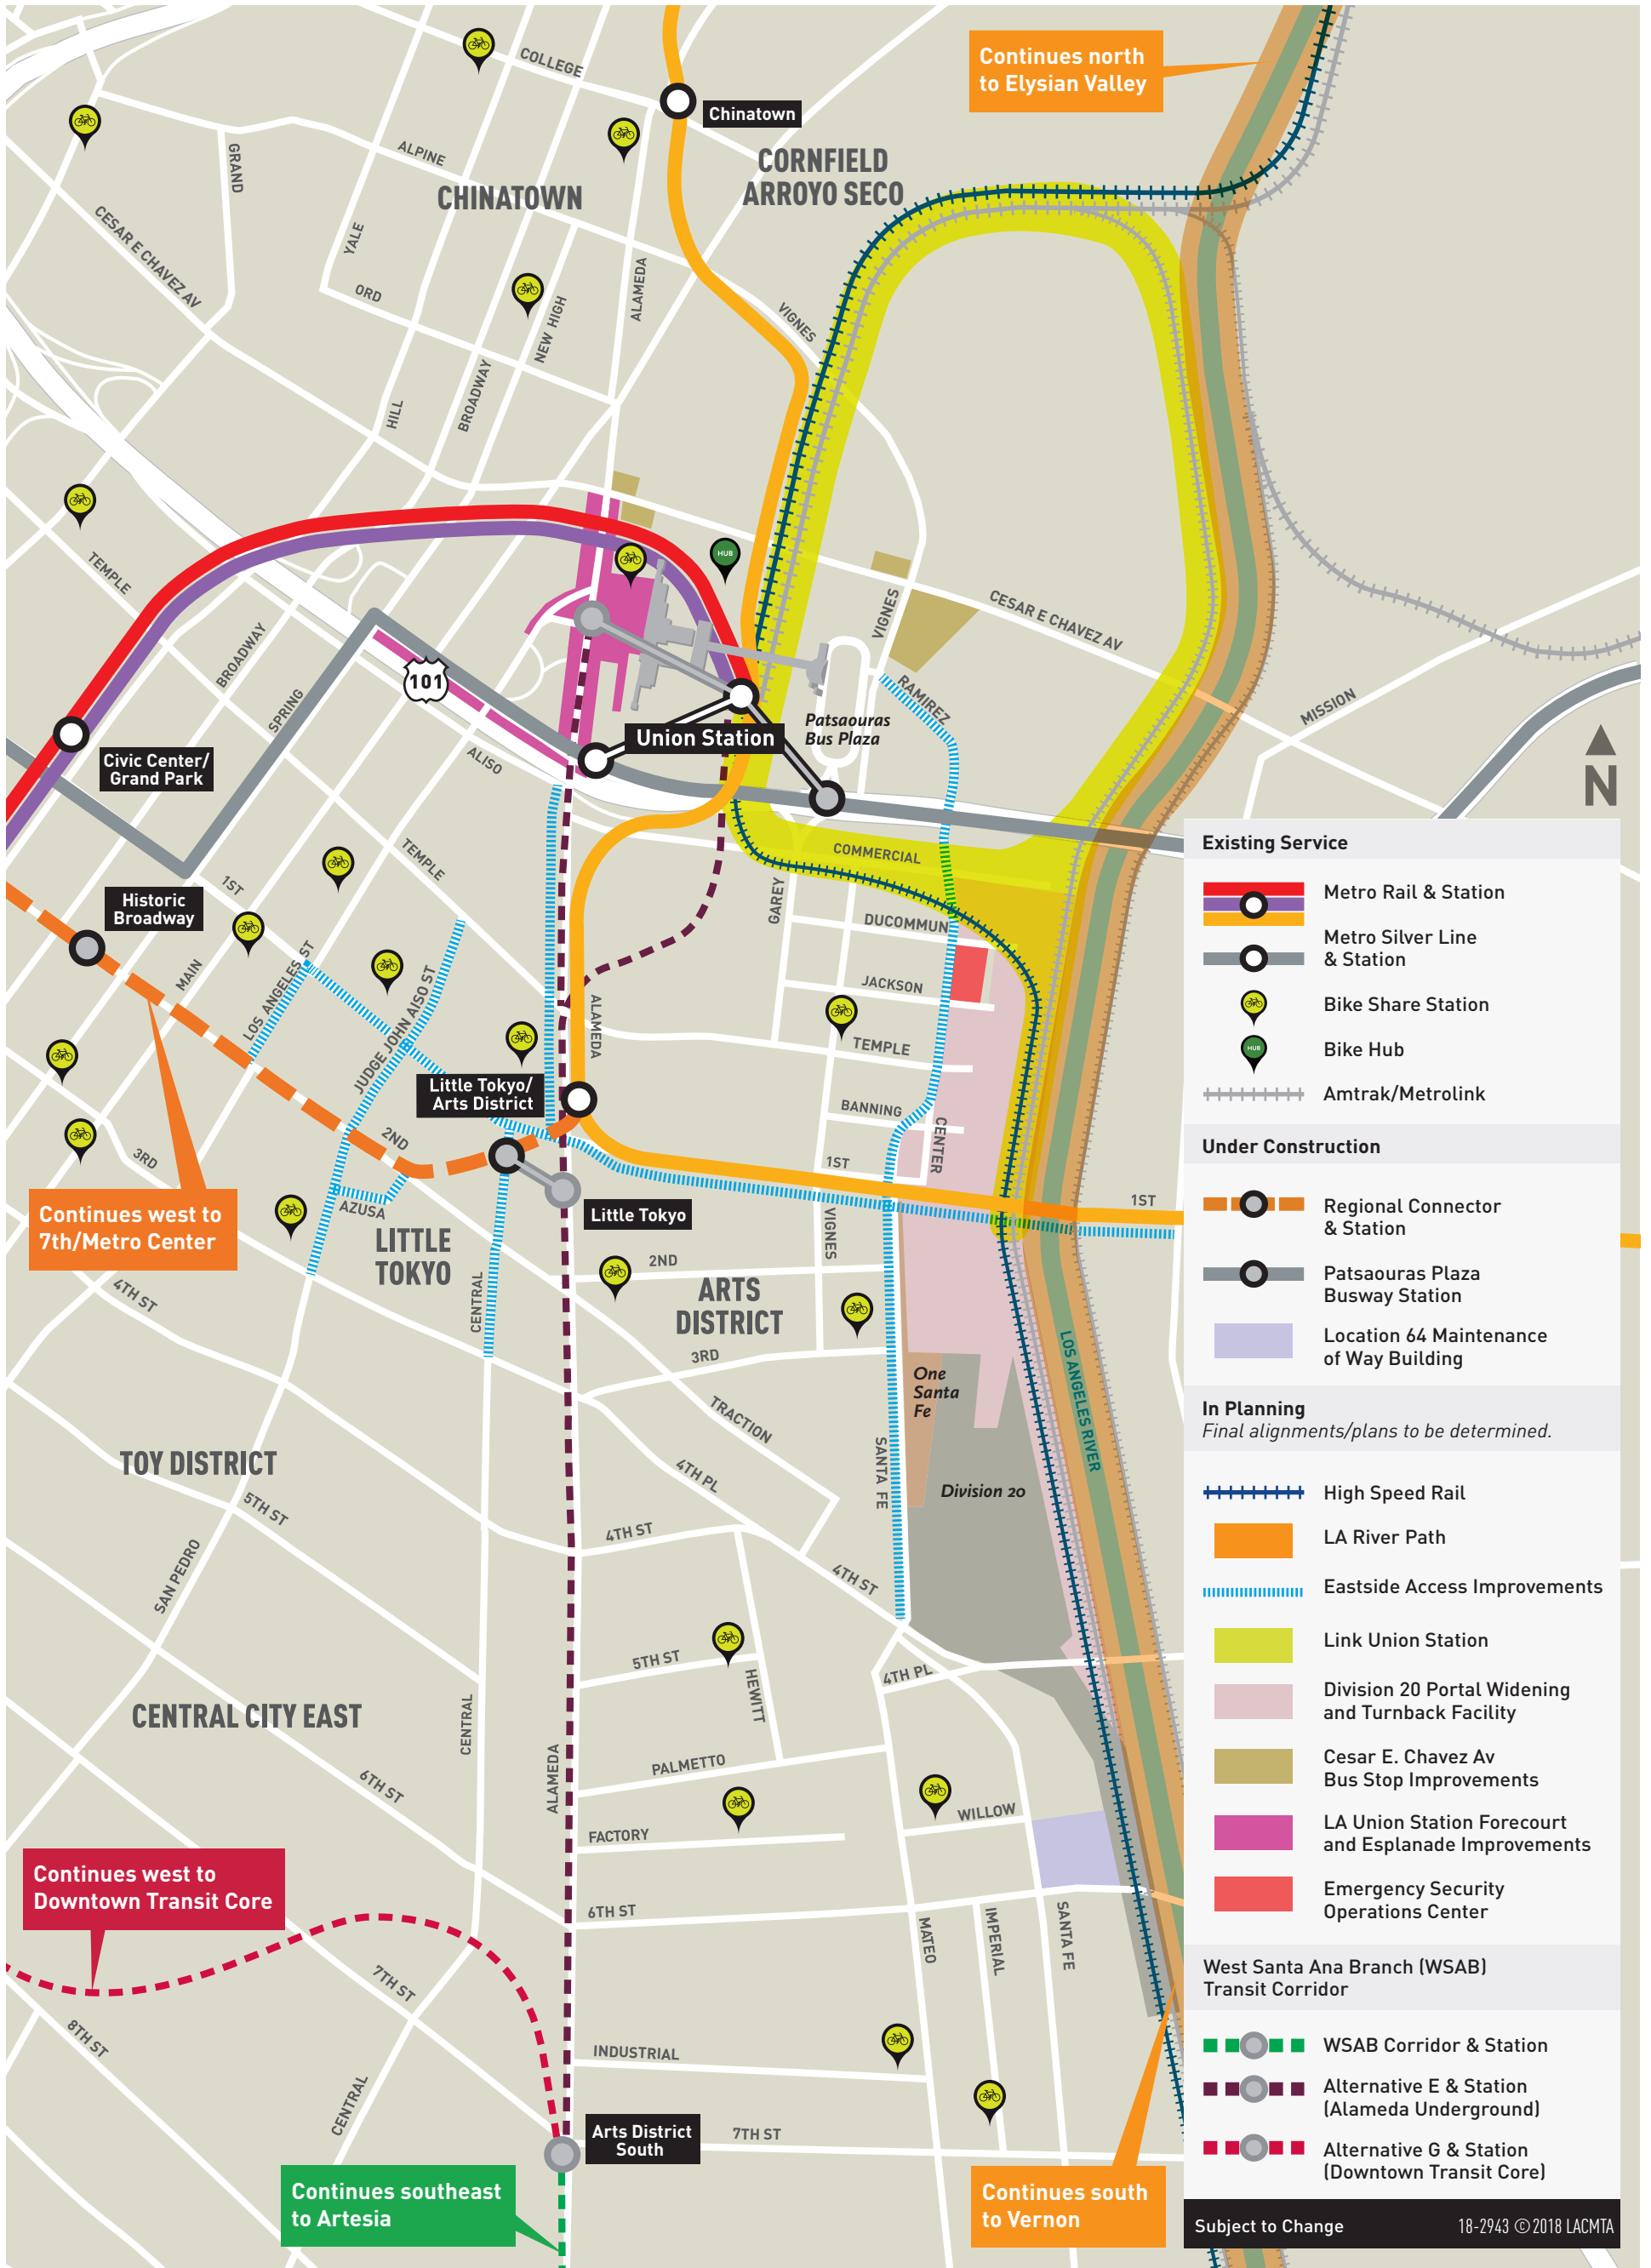 Continues north
to Elysian Valley
COLLEGE
Chinatown
CORNFIELD
ARROYO SECO
GRAND
ALPINE
CHINATOWN
CESAR E CHAVEZ AV
YALE
ORD
ALAMEDA
NEW HIGH
VIGNES
HILL
BROADWAY
HUB
TEMPLE
VIGNES
CESAR E CHAVEZ AV
BROADWAY
SPRING
101
RAMIREZ
MISSION
Patsaouras
Bus Plaza
Union Station
Civic Center/
Grand Park
ALISO
N
TEMPLE
COMMERCIAL
1ST
Historic
Broadway
GAREY
DUCOMMUN
MAIN
LOS ANGELES ST
JUDGE JOHN AISO ST
JACKSON
ALAMEDA
TEMPLE
Little Tokyo/
Arts District
BANNING
CENTER
2ND
3RD
1ST
1ST
AZUSA
Continues west to
7th/Metro Center
Little Tokyo
VIGNES
LITTLE
TOKYO
2ND
4TH ST
CENTRAL
ARTS
DISTRICT
3RD
LOS ANGELES RIVER
One
Santa
Fe
TRACTION
TOY DISTRICT
4TH PL
SANTA FE
Division 20
5TH ST
4TH ST
SAN PEDRO
4TH ST
5TH ST
4TH PL
HEWITT
CENTRAL CITY EAST
CENTRAL
ALAMEDA
PALMETTO
6TH ST
WILLOW
FACTORY
Continues west to
Downtown Transit Core
6TH ST
MATEO
IMPERIAL
SANTA FE
7TH ST
8TH ST
INDUSTRIAL
CENTRAL
Arts District
South
7TH ST
Continues southeast
to Artesia
Continues south
to Vernon
Existing Service
Metro Rail & Station
Metro Silver Line
& Station
Bike Share Station
HUB
Bike Hub
Amtrak/Metrolink
Under Construction
Regional Connector
& Station
Patsaouras Plaza
Busway Station
Location 64 Maintenance
of Way Building
In Planning
Final alignments/plans to be determined.
High Speed Rail
LA River Path
Eastside Access Improvements
Link Union Station
Division 20 Portal Widening
and Turnback Facility
Cesar E. Chavez Av
Bus Stop Improvements
LA Union Station Forecourt
and Esplanade Improvements
Emergency Security
Operations Center
West Santa Ana Branch (WSAB)
Transit Corridor
WSAB Corridor & Station
Alternative E & Station
(Alameda Underground)
Alternative G & Station
(Downtown Transit Core)
Subject to Change
18-2943 ©2018 LACMTA